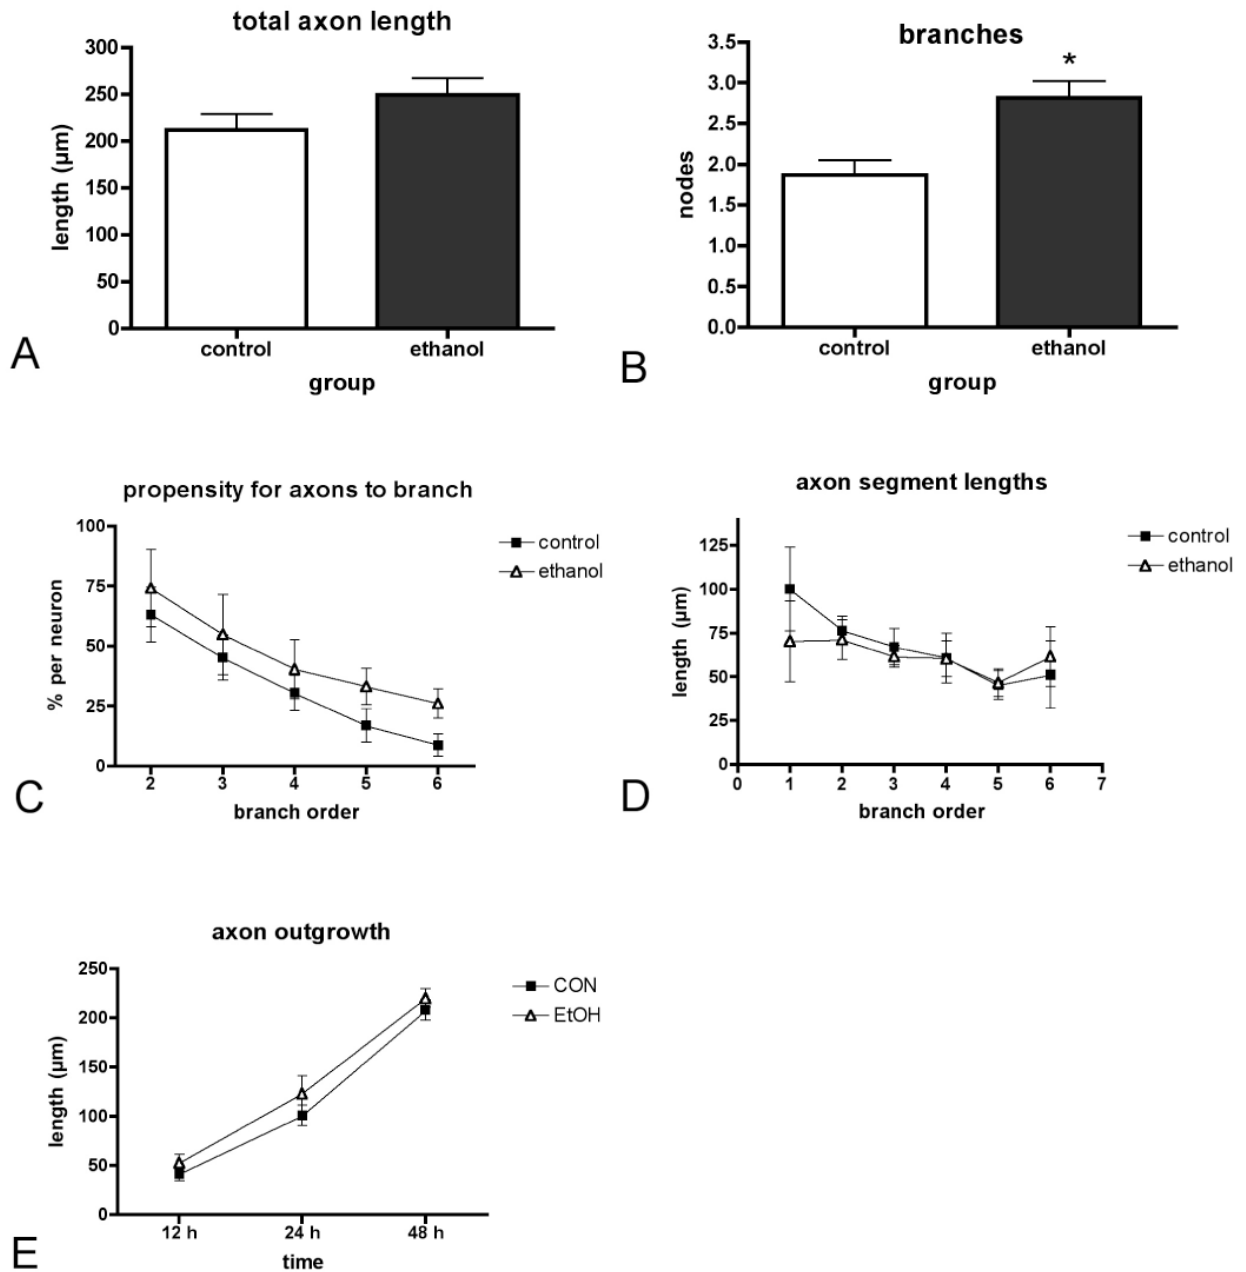 total axon length
300
250
200
150
100
50
0
length (µm)
control
ethanol
group
A
branches
*
3.5
3.0
2.5
2.0
1.5
1.0
0.5
0.0
nodes
control
ethanol
group
B
propensity for axons to branch
100
75
50
25
0
% per neuron
control
ethanol
2 3 4 5 6
branch order
C
axon segment lengths
125
100
75
50
25
0
length (µm)
control
ethanol
0 1 2 3 4 5 6 7
branch order
D
axon outgrowth
250
200
150
100
50
0
length (µm)
CON
EtOH
12 h 24 h 48 h
time
E